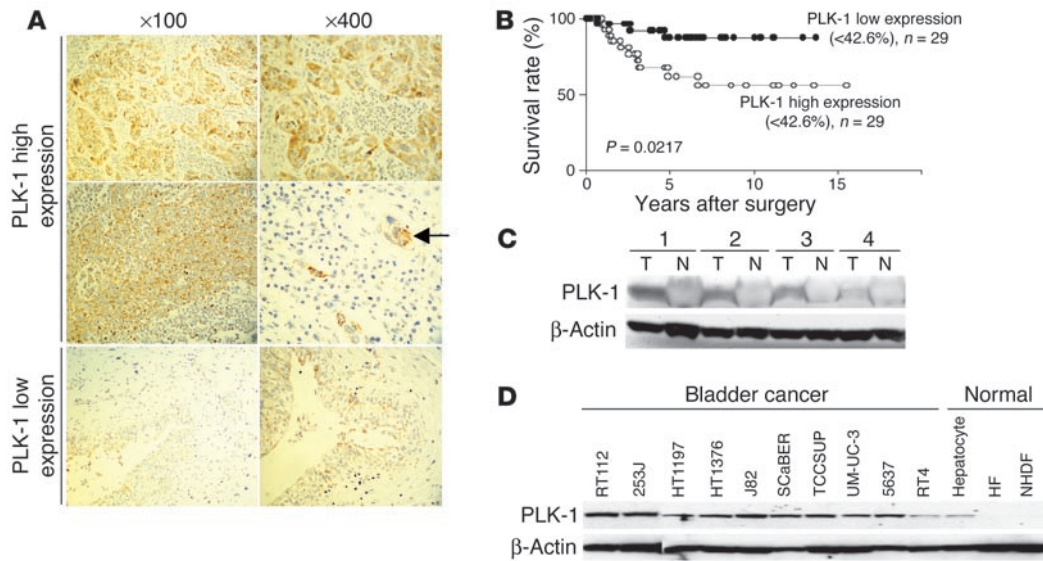 A
×100
×400
PLK-1 high
expression
PLK-1 low
expression
B
Survival rate (%)
100
50
0
0
5
10
15
Years after surgery
PLK-1 low expression
(<42.6%), n = 29
PLK-1 high expression
(<42.6%), n = 29
P = 0.0217
C
1 2 3 4
T N T N T N T N
PLK-1
β-Actin
D
Bladder cancer Normal
RT112 253J HT1197 HT1376 J82 SCaBER TCCSUP UM-UC-3 5637 RT4 Hepatocyte HF NHDF
PLK-1
β-Actin